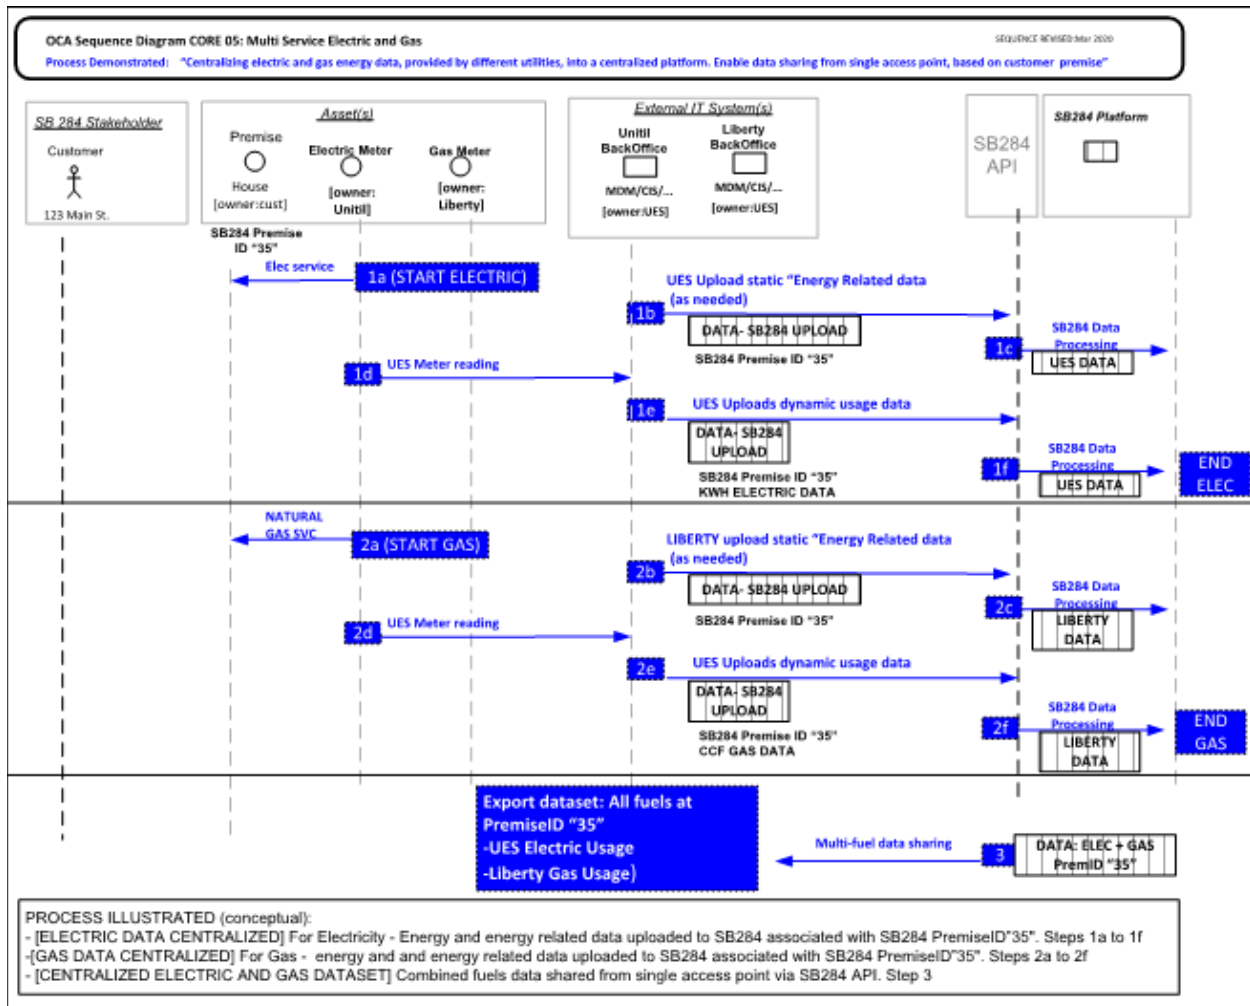 OCA Sequence Diagram CORE 05: Multi Service Electric and Gas
SEQUENCE REVISED:Mar 2020
Process Demonstrated: "Centralizing electric and gas energy data, provided by different utilities, into a centralized platform. Enable data sharing from single access point, based on customer premise"
SB 284 Stakeholder
Customer
123 Main St.
Asset(s)
Premise
House
[owner:cust]
SB284 Premise
ID "35"
Electric Meter
[owner:
Unitil]
Gas Meter
[owner:
Liberty]
External IT System(s)
Unitil
BackOffice
MDM/CIS/...
[owner:UES]
Liberty
BackOffice
MDM/CIS/...
[owner:UES]
SB284
API
SB284 Platform
Elec service
1a (START ELECTRIC)
1b
UES Upload static "Energy Related data
(as needed)
DATA- SB284 UPLOAD
SB284 Premise ID "35"
1c
SB284 Data
Processing
UES DATA
1d
UES Meter reading
1e
UES Uploads dynamic usage data
DATA- SB284
UPLOAD
SB284 Premise ID "35"
KWH ELECTRIC DATA
1f
SB284 Data
Processing
UES DATA
END
ELEC
NATURAL
GAS SVC
2a (START GAS)
2b
LIBERTY upload static "Energy Related data
(as needed)
DATA- SB284 UPLOAD
SB284 Premise ID "35"
2c
SB284 Data
Processing
LIBERTY
DATA
2d
UES Meter reading
2e
UES Uploads dynamic usage data
DATA- SB284
UPLOAD
SB284 Premise ID "35"
CCF GAS DATA
2f
SB284 Data
Processing
LIBERTY
DATA
END
GAS
Export dataset: All fuels at
PremiseID "35"
-UES Electric Usage
-Liberty Gas Usage)
Multi-fuel data sharing
3
DATA: ELEC + GAS
PremID "35"
PROCESS ILLUSTRATED (conceptual):
- [ELECTRIC DATA CENTRALIZED] For Electricity - Energy and energy related data uploaded to SB284 associated with SB284 PremiseID"35". Steps 1a to 1f
-[GAS DATA CENTRALIZED] For Gas - energy and and energy related data uploaded to SB284 associated with SB284 PremiseID"35". Steps 2a to 2f
- [CENTRALIZED ELECTRIC AND GAS DATASET] Combined fuels data shared from single access point via SB284 API. Step 3